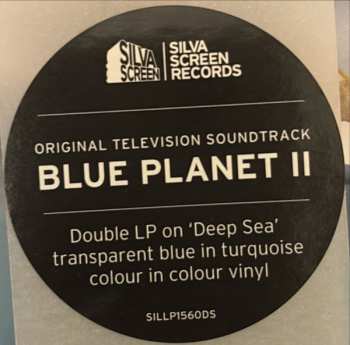 SILVA SCREEN
SILVA
SCREEN
RECORDS
ORIGINAL TELEVISION SOUNDTRACK
BLUE PLANET II
Double LP on ‘Deep Sea’
transparent blue in turquoise
colour in colour vinyl
SILLP1560DS